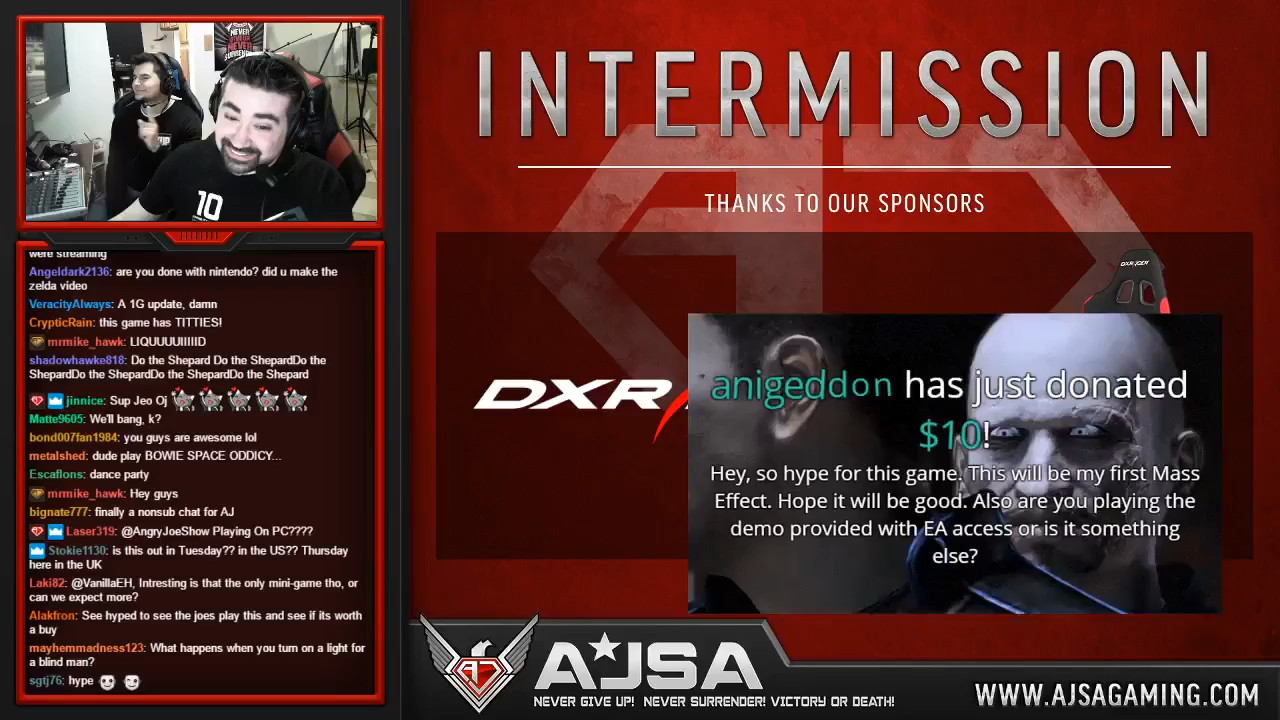 were streaming
Angeldark2136: are you done with nintendo? did u make the
zelda video
VeracityAlways: A 1G update, damn
CrypticRain: this game has TITTIES!
mrmike_hawk: LIQUUUUIIIIID
shadowhawke818: Do the Shepard Do the ShepardDo the
ShepardDo the ShepardDo the ShepardDo the Shepard
jinnice: Sup Jeo Oj
Matte9605: We'll bang, k?
bond007fan1984: you guys are awesome lol
metalshed: dude play BOWIE SPACE ODDICY...
Escaflons: dance party
mrmike_hawk: Hey guys
bignate777: finally a nonsub chat for AJ
Laser319: @AngryJoeShow Playing On PC????
Stokie1130: is this out in Tuesday?? in the US?? Thursday
here in the UK
Laki82: @VanillaEH, Intresting is that the only mini-game tho, or
can we expect more?
Alakfron: See hyped to see the joes play this and see if its worth
a buy
mayhemmadness123: What happens when you turn on a light for
a blind man?
sgtj76: hype
10
NEVER
NEVER
INTERMISSION
THANKS TO OUR SPONSORS
DXRACER
DXR
anigeddon has just donated
$10!
Hey, so hype for this game. This will be my first Mass
Effect. Hope it will be good. Also are you playing the
demo provided with EA access or is it something
else?
AJSA
NEVER GIVE UP! NEVER SURRENDER! VICTORY OR DEATH!
WWW.AJSAGAMING.COM